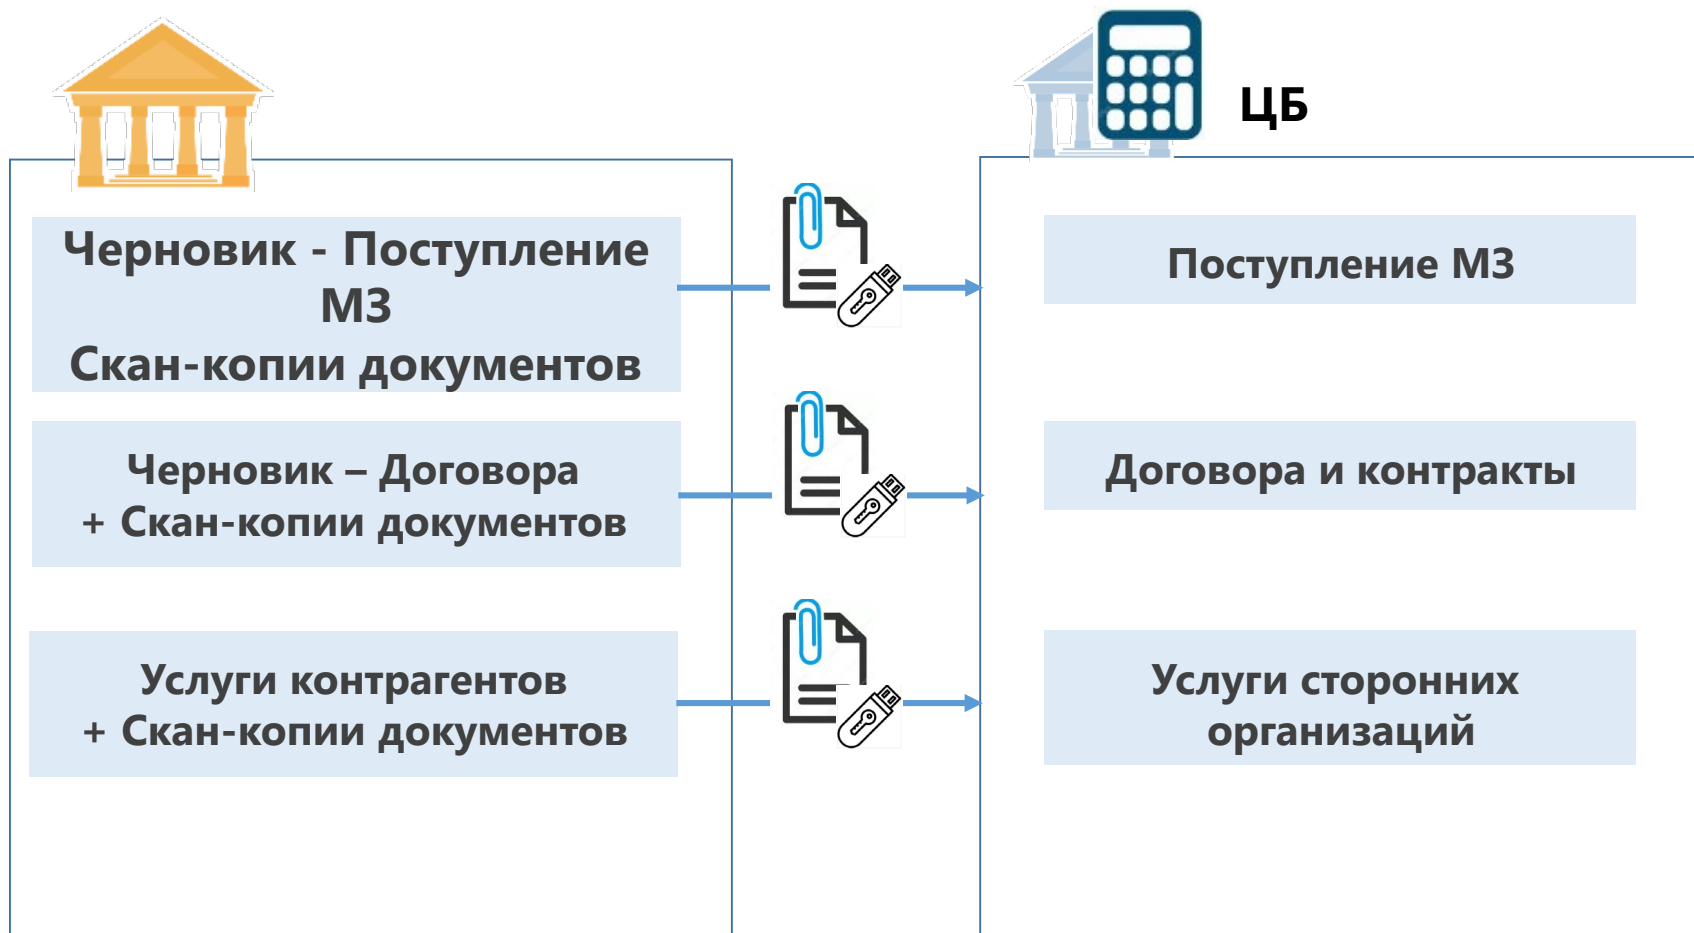 ЦБ
Черновик - Поступление
МЗ
Скан-копии документов
Поступление МЗ
Черновик – Договора
+ Скан-копии документов
Договора и контракты
Услуги контрагентов
+ Скан-копии документов
Услуги сторонних
организаций